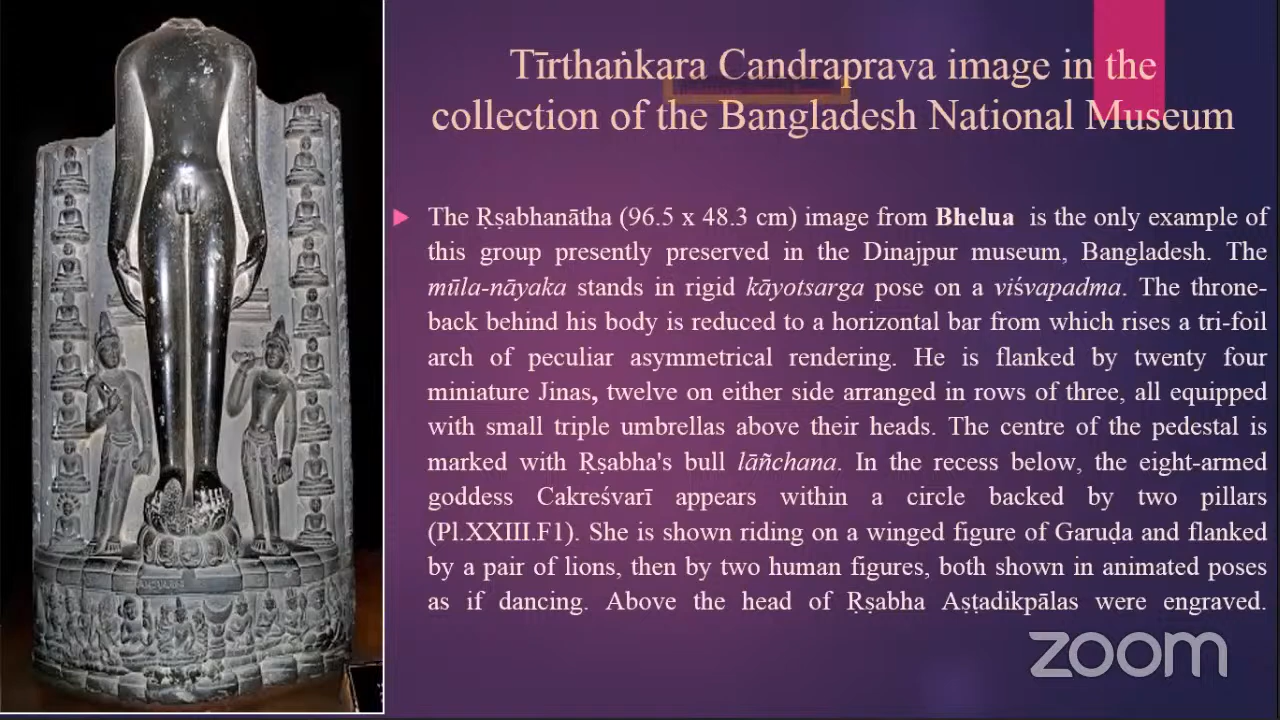 Tīrthaṅkara Candraprava image in the
collection of the Bangladesh National Museum
The Ṛṣabhanātha (96.5 x 48.3 cm) image from Bhelua is the only example of
this group presently preserved in the Dinajpur museum, Bangladesh. The
mūla-nāyaka stands in rigid kāyotsarga pose on a viśvapadma. The throne-
back behind his body is reduced to a horizontal bar from which rises a tri-foil
arch of peculiar asymmetrical rendering. He is flanked by twenty four
miniature Jinas, twelve on either side arranged in rows of three, all equipped
with small triple umbrellas above their heads. The centre of the pedestal is
marked with Ṛṣabha's bull lāñchana. In the recess below, the eight-armed
goddess Cakreśvarī appears within a circle backed by two pillars
(Pl.XXIII.F1). She is shown riding on a winged figure of Garuḍa and flanked
by a pair of lions, then by two human figures, both shown in animated poses
as if dancing. Above the head of Ṛṣabha Aṣṭadikpālas were engraved.
zoom